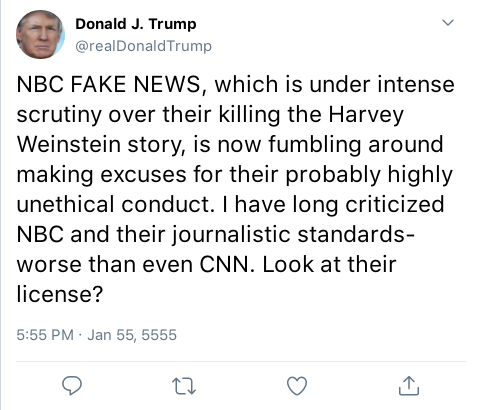 Donald J. Trump
@realDonaldTrump
NBC FAKE NEWS, which is under intense
scrutiny over their killing the Harvey
Weinstein story, is now fumbling around
making excuses for their probably highly
unethical conduct. I have long criticized
NBC and their journalistic standards-
worse than even CNN. Look at their
license?
5:55 PM · Jan 55, 5555